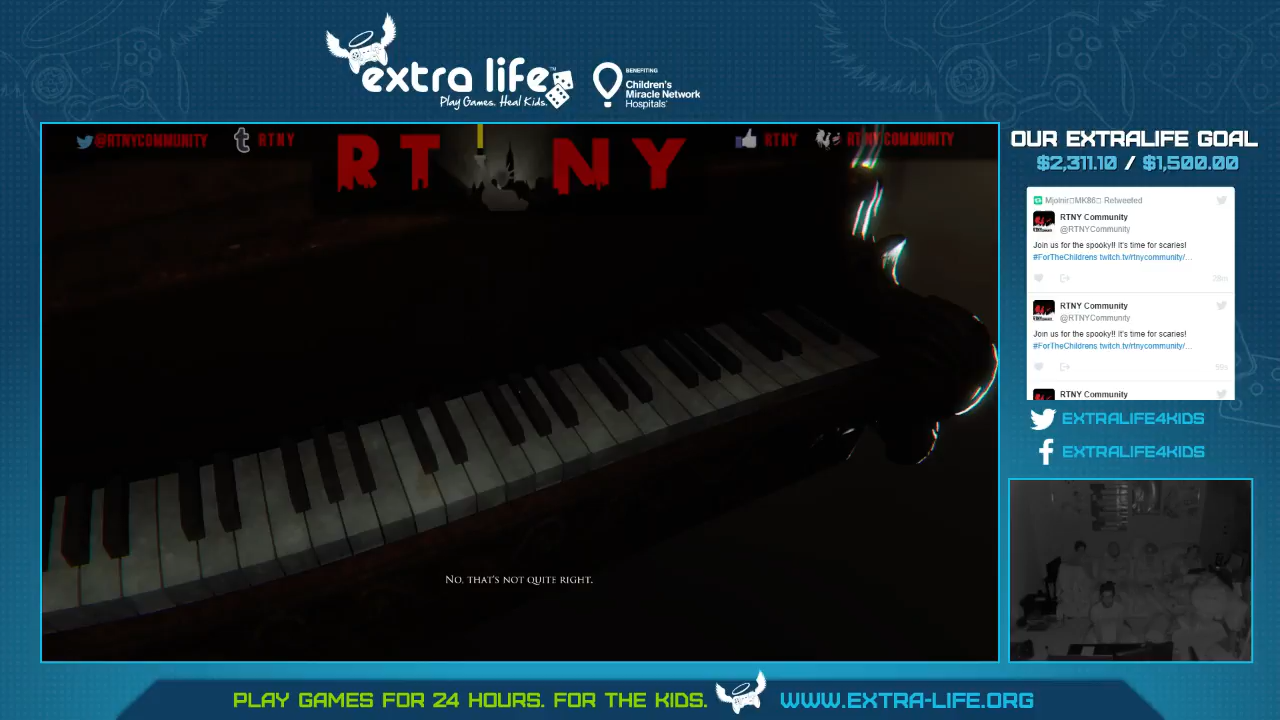 extra life™
Play Games. Heal Kids.
BENEFITING
Children's
Miracle Network
Hospitals
@RTNYCOMMUNITY
RTNY
RT NY
RTNY
RTNYCOMMUNITY
OUR EXTRALIFE GOAL
$2,311.10 / $1,500.00
Mjolnir□MK86□ Retweeted
RTNY Community
@RTNYCommunity
Join us for the spooky!! It's time for scaries!
#ForTheChildrens twitch.tv/rtnycommunity/...
RTNY Community
@RTNYCommunity
Join us for the spooky!! It's time for scaries!
#ForTheChildrens twitch.tv/rtnycommunity/...
RTNY Community
EXTRALIFE4KIDS
EXTRALIFE4KIDS
No, that's not quite right.
PLAY GAMES FOR 24 HOURS. FOR THE KIDS.
WWW.EXTRA-LIFE.ORG